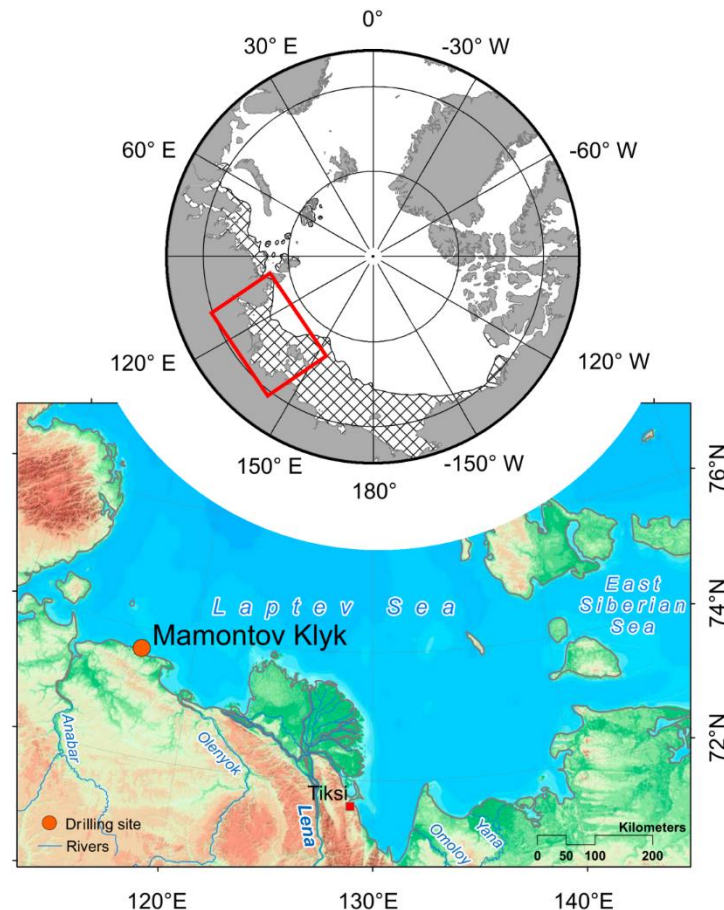 0°
30° E
-30° W
60° E
-60° W
120° E
120° W
150° E
-150° W
180°
76°N
Laptev Sea
East
Siberian
Sea
74°N
Mamontov Klyk
72°N
Anabar
Olenyok
Tiksi
Lena
Omoloy
Yana
Drilling site
Rivers
Kilometers
0 50 100 200
120°E
130°E
140°E